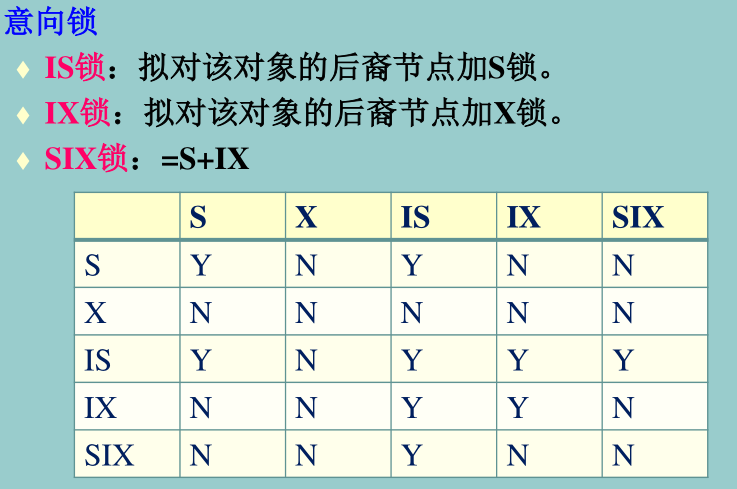 意向锁
IS锁：拟对该对象的后裔节点加S锁。
IX锁：拟对该对象的后裔节点加X锁。
SIX锁：=S+IX
S X IS IX SIX
S Y N Y N N
X N N N N N
IS Y N Y Y Y
IX N N Y Y N
SIX N N Y N N